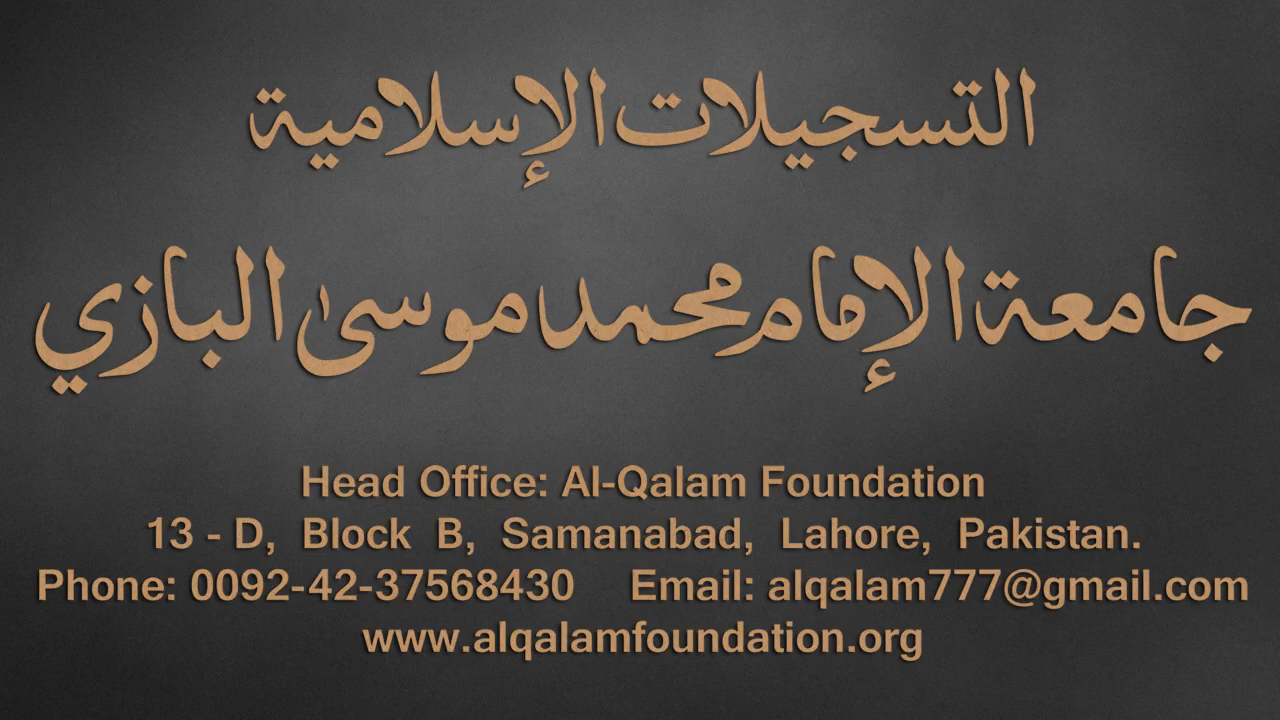 التسجيلات الإسلامية
جامعة الإمام محمد موسىٰ البازي
Head Office: Al-Qalam Foundation
13 - D, Block B, Samanabad, Lahore, Pakistan.
Phone: 0092-42-37568430 Email: alqalam777@gmail.com
www.alqalamfoundation.org